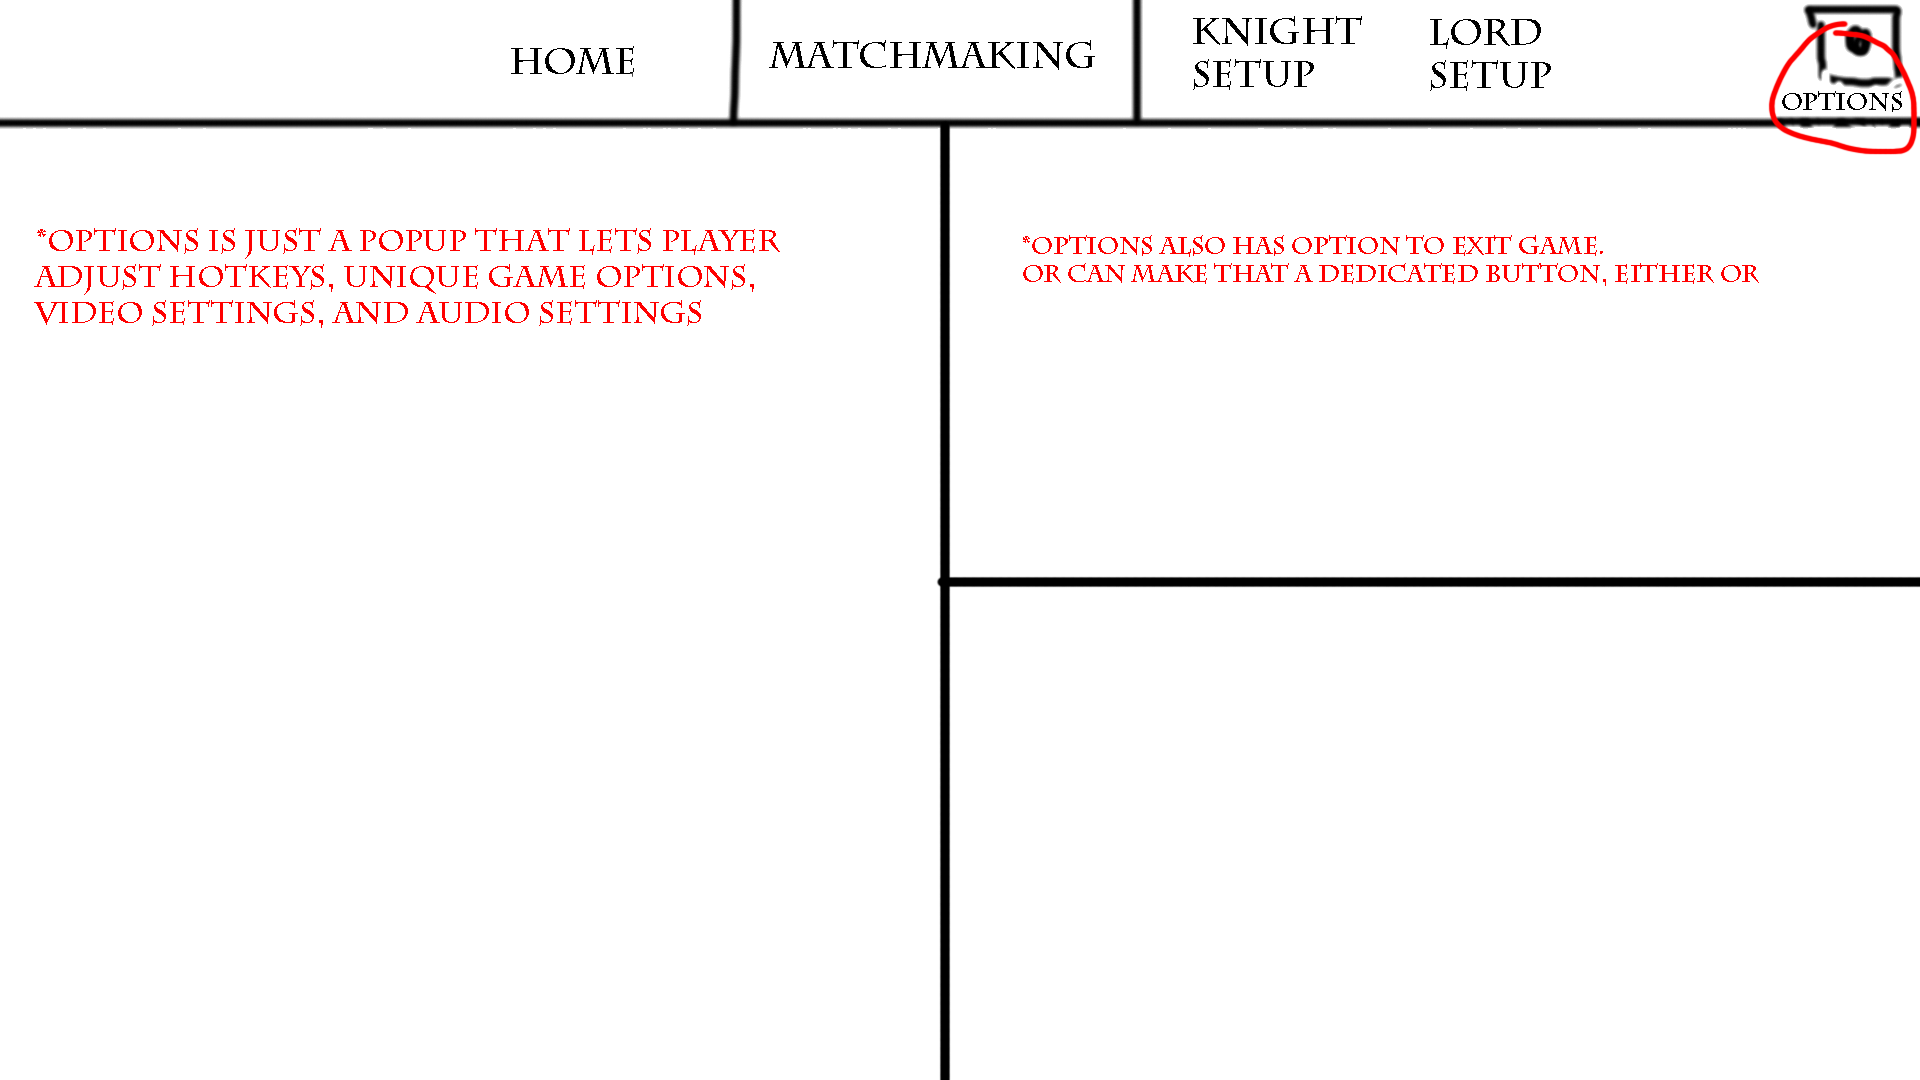 HOME
MATCHMAKING
KNIGHT
SETUP
LORD
SETUP
OPTIONS
*OPTIONS IS JUST A POPUP THAT LETS PLAYER
ADJUST HOTKEYS, UNIQUE GAME OPTIONS,
VIDEO SETTINGS, AND AUDIO SETTINGS
*OPTIONS ALSO HAS OPTION TO EXIT GAME.
OR CAN MAKE THAT A DEDICATED BUTTON, EITHER OR